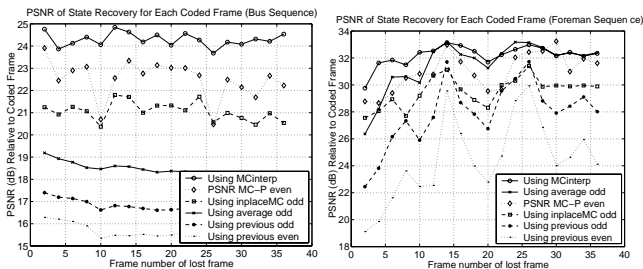 PSNR of State Recovery for Each Coded Frame (Bus Sequence)
25
24
23
22
21
20
19
18
17
16
15
PSNR (dB) Relative to Coded Frame
Using MCinterp
PSNR MC-P even
Using inplaceMC odd
Using average odd
Using previous odd
Using previous even
0 5 10 15 20 25 30 35 40
Frame number of lost frame
PSNR of State Recovery for Each Coded Frame (Foreman Sequence)
34
32
30
28
26
24
22
20
18
PSNR (dB) Relative to Coded Frame
Using MCinterp
Using average odd
PSNR MC-P even
Using inplaceMC odd
Using previous odd
Using previous even
0 5 10 15 20 25 30 35 40
Frame number of lost frame